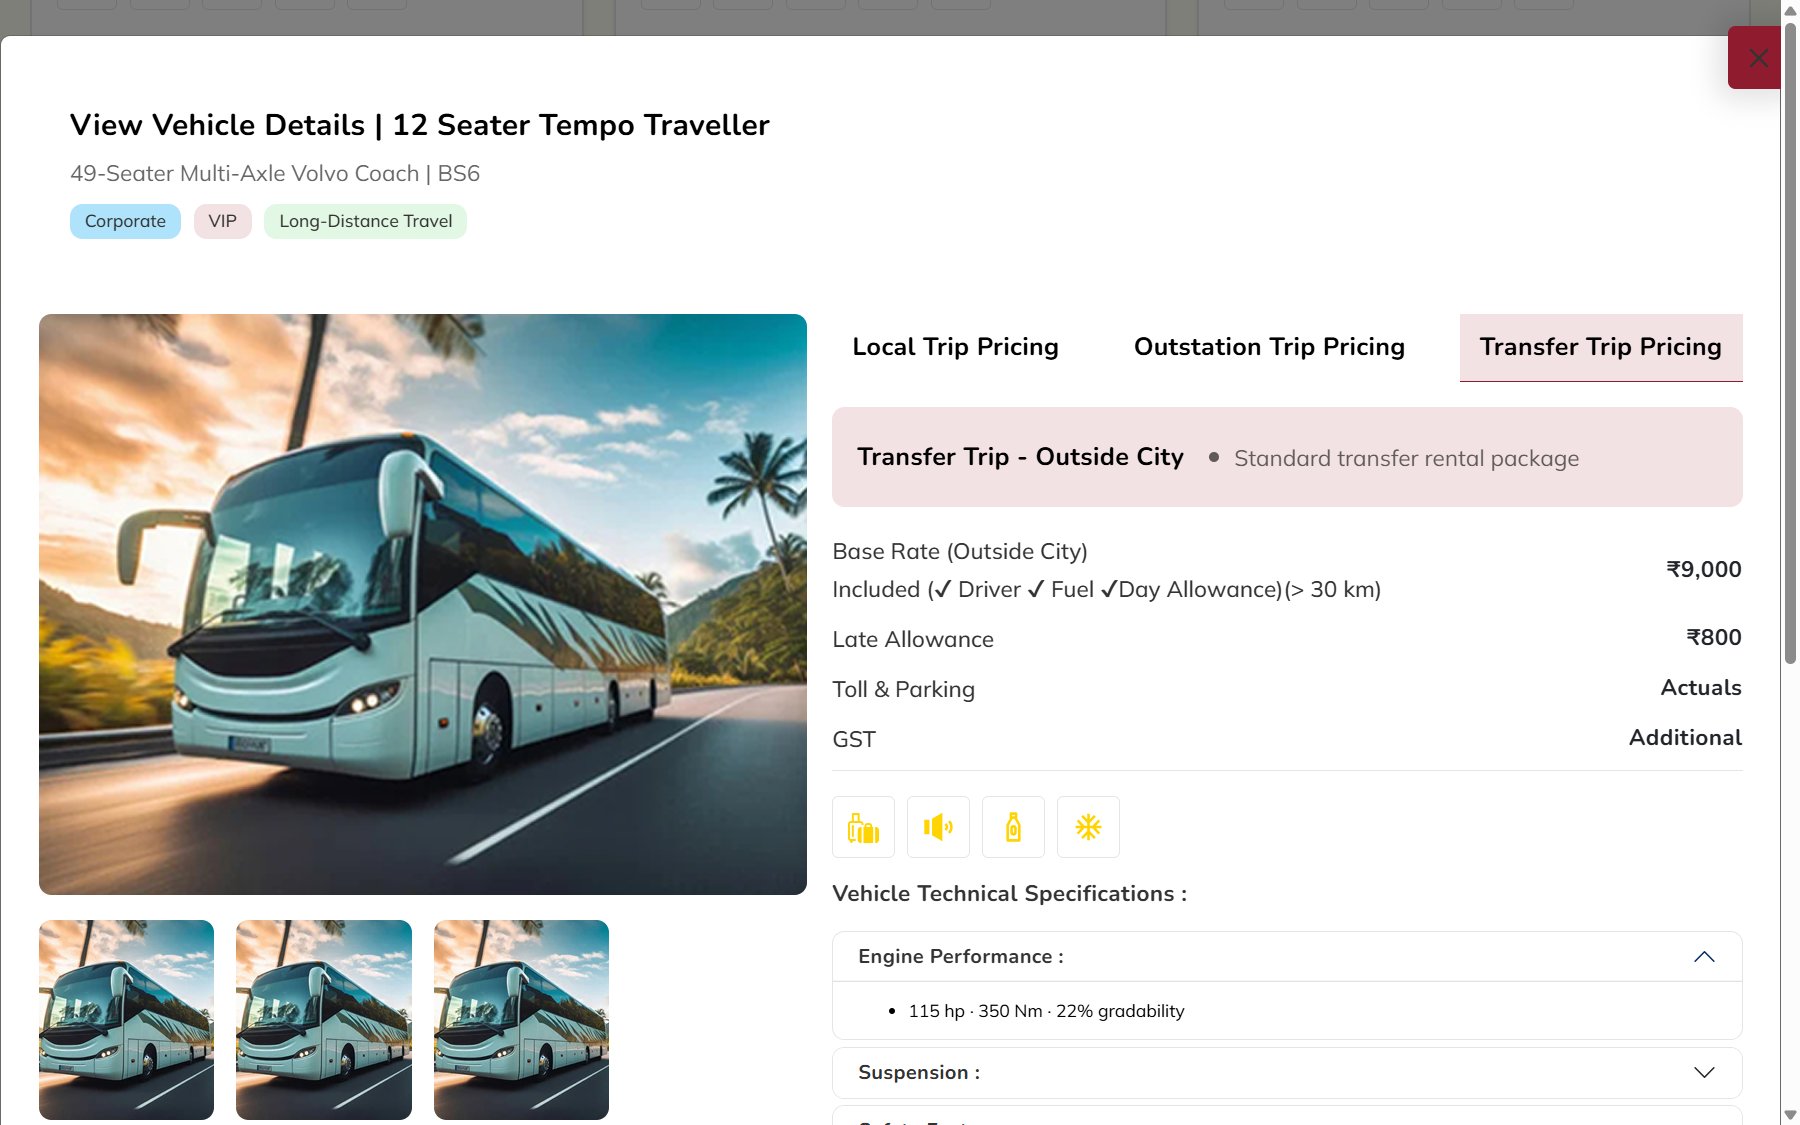 View Vehicle Details | 12 Seater Tempo Traveller
49-Seater Multi-Axle Volvo Coach | BS6
Corporate
VIP
Long-Distance Travel
Local Trip Pricing
Outstation Trip Pricing
Transfer Trip Pricing
Transfer Trip - Outside City • Standard transfer rental package
Base Rate (Outside City)
Included (✓ Driver ✓ Fuel ✓Day Allowance)(> 30 km)
₹9,000
Late Allowance
₹800
Toll & Parking
Actuals
GST
Additional
Vehicle Technical Specifications :
Engine Performance :
• 115 hp · 350 Nm · 22% gradability
Suspension :